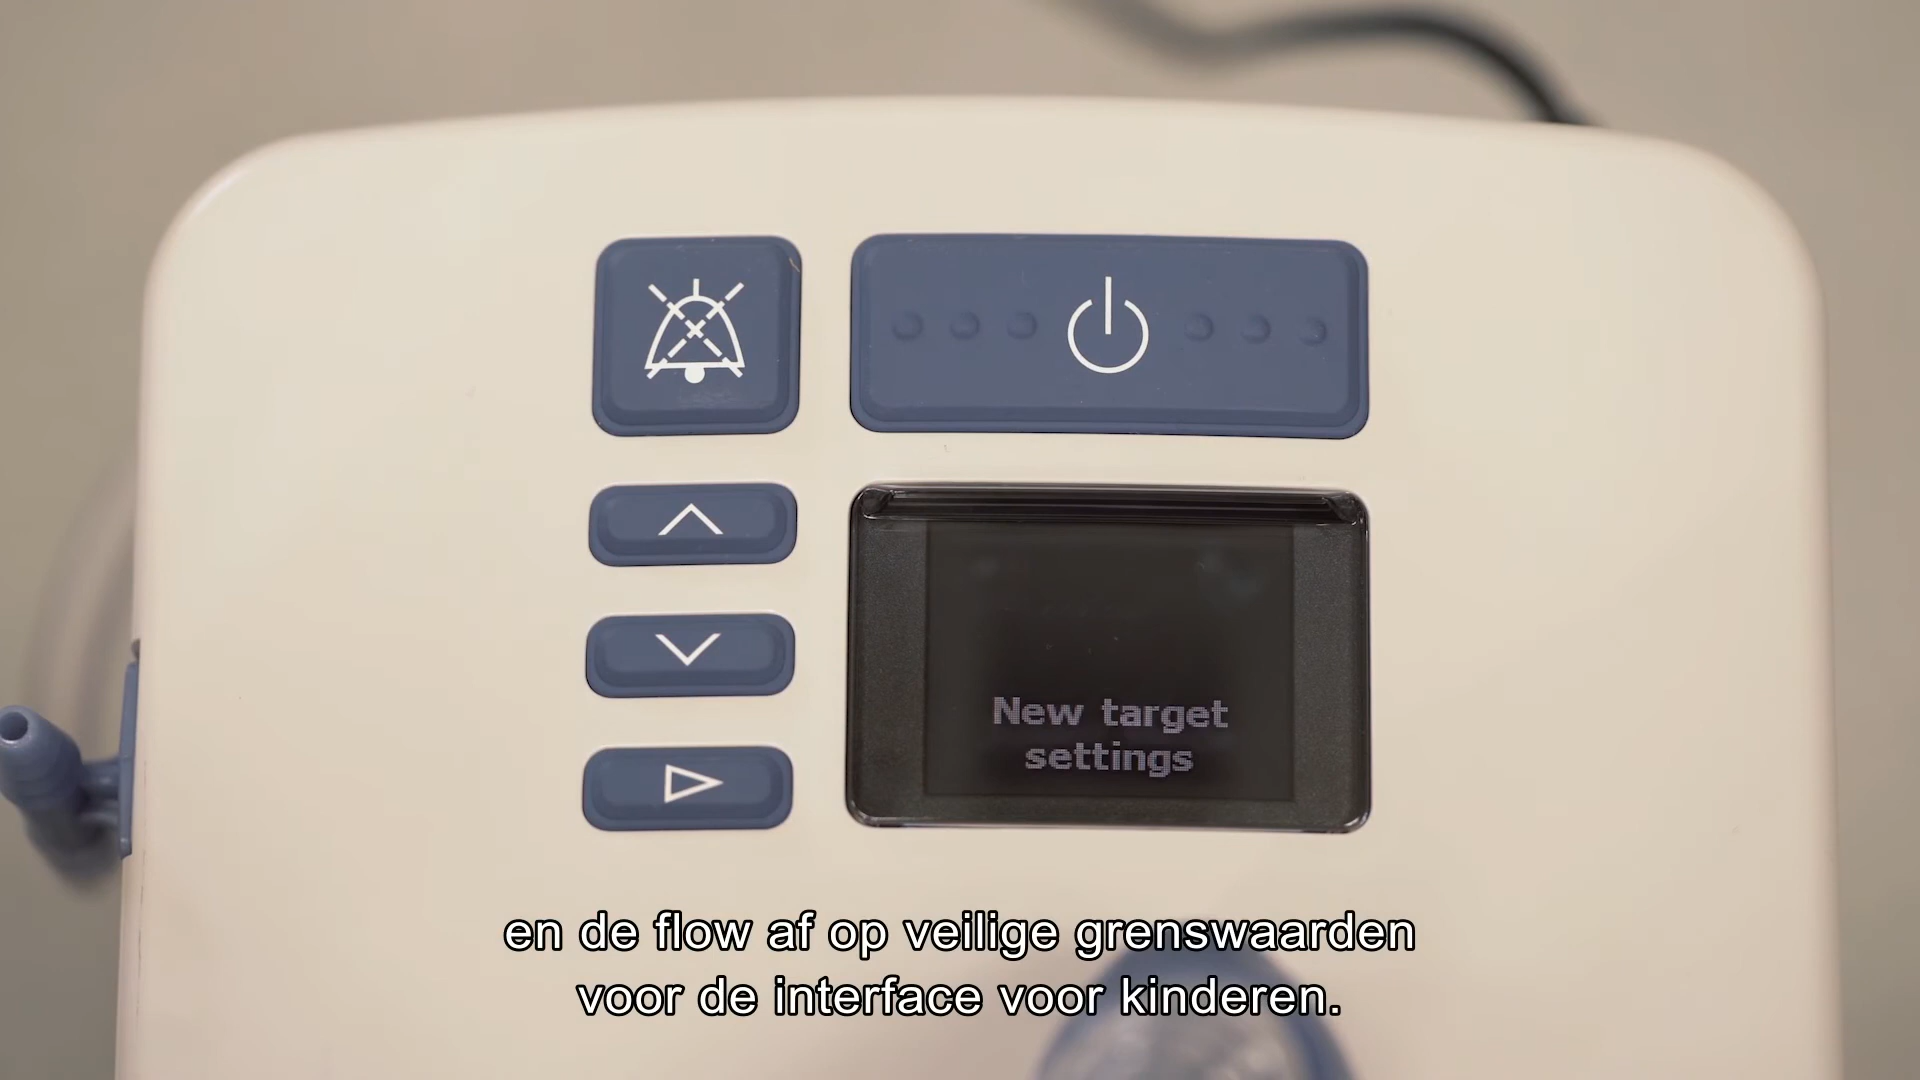 New target
settings
en de flow af op veilige grenswaarden
voor de interface voor kinderen.